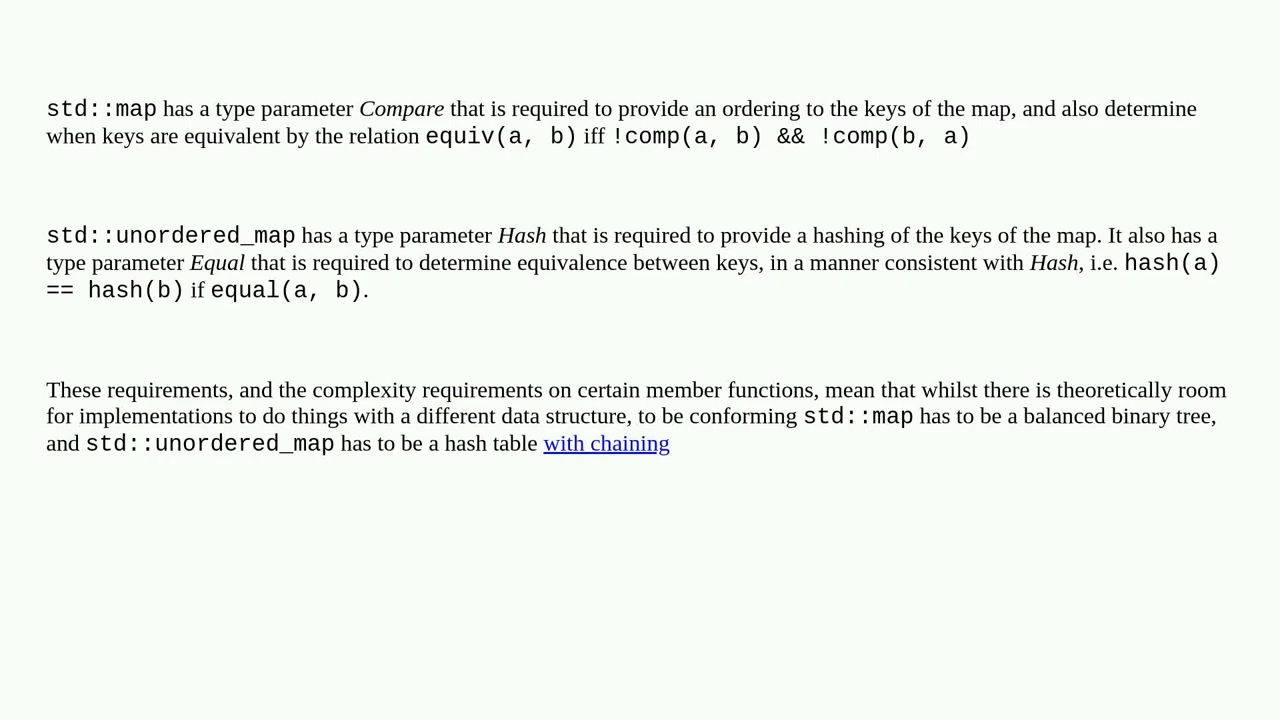 std::map has a type parameter Compare that is required to provide an ordering to the keys of the map, and also determine
when keys are equivalent by the relation equiv(a, b) iff !comp(a, b) && !comp(b, a)
std::unordered_map has a type parameter Hash that is required to provide a hashing of the keys of the map. It also has a
type parameter Equal that is required to determine equivalence between keys, in a manner consistent with Hash, i.e. hash(a)
== hash(b) if equal(a, b).
These requirements, and the complexity requirements on certain member functions, mean that whilst there is theoretically room
for implementations to do things with a different data structure, to be conforming std::map has to be a balanced binary tree,
and std::unordered_map has to be a hash table with chaining